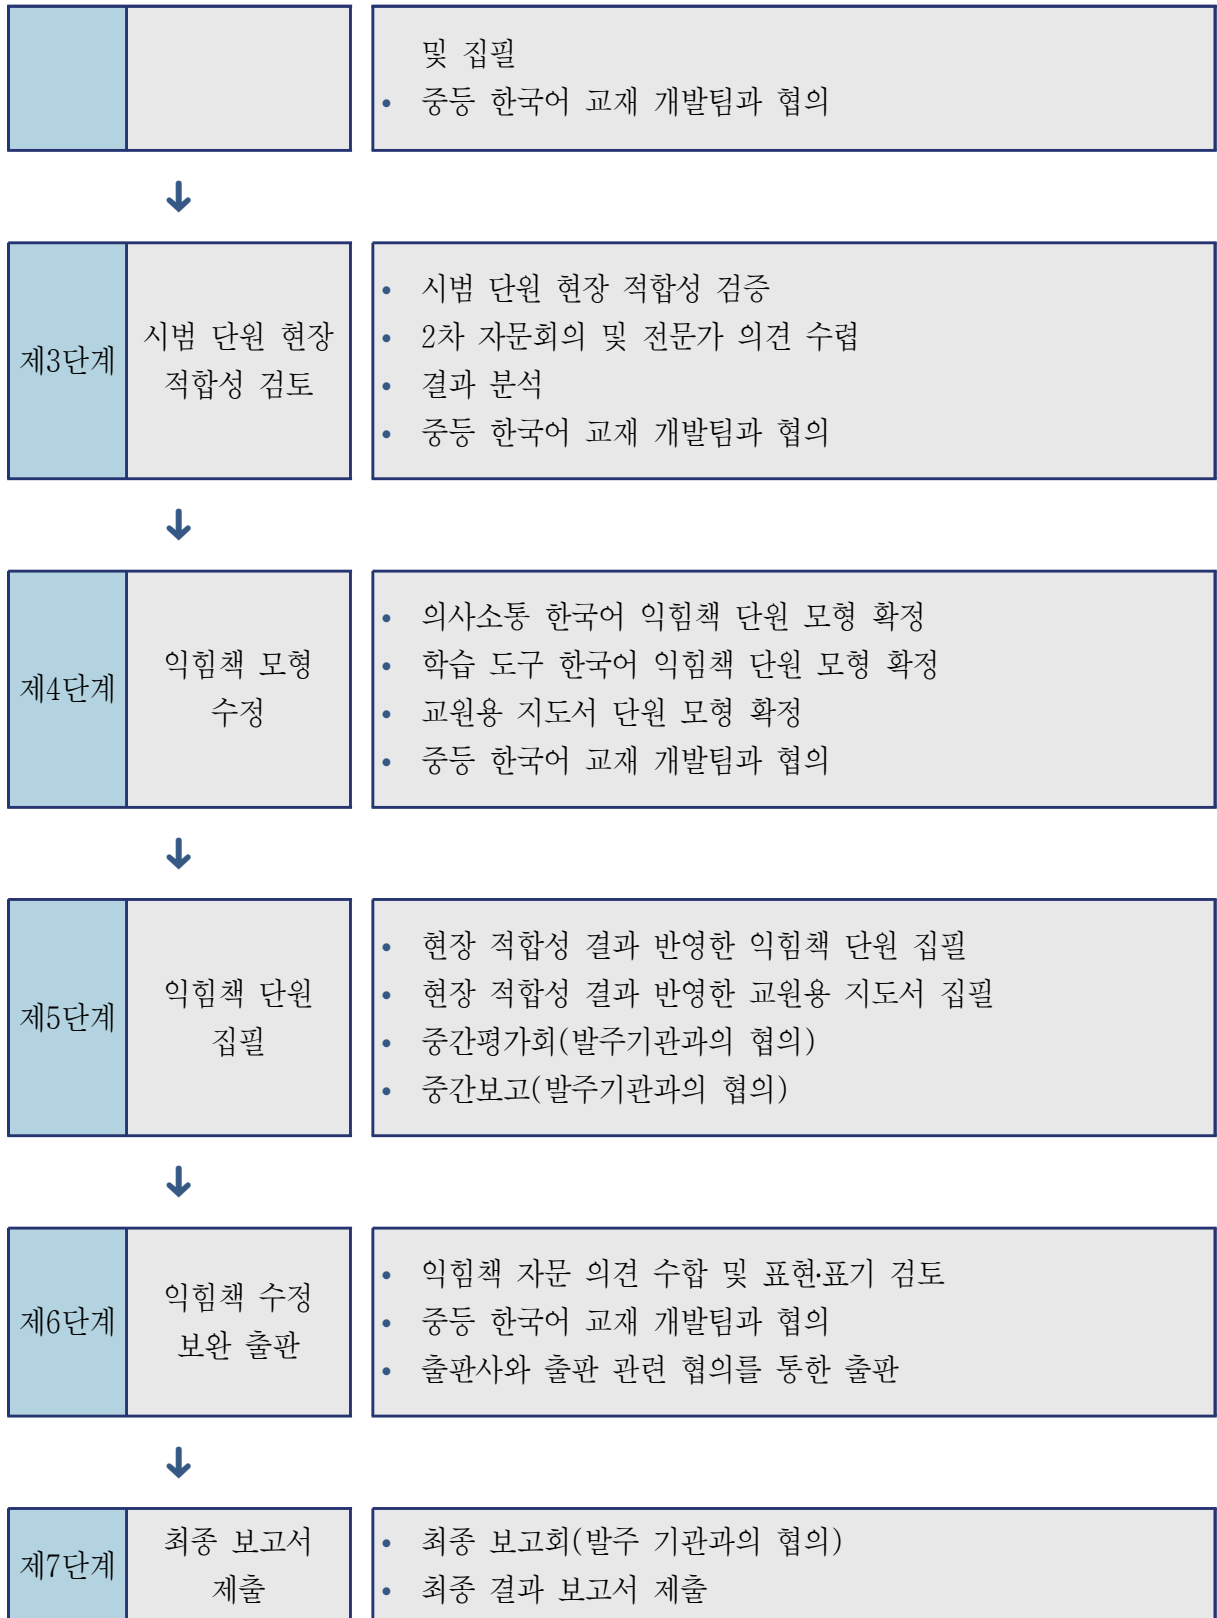 및 집필
• 중등 한국어 교재 개발팀과 협의
제3단계
시범 단원 현장
적합성 검토
• 시범 단원 현장 적합성 검증
• 2차 자문회의 및 전문가 의견 수렴
• 결과 분석
• 중등 한국어 교재 개발팀과 협의
제4단계
익힘책 모형
수정
• 의사소통 한국어 익힘책 단원 모형 확정
• 학습 도구 한국어 익힘책 단원 모형 확정
• 교원용 지도서 단원 모형 확정
• 중등 한국어 교재 개발팀과 협의
제5단계
익힘책 단원
집필
• 현장 적합성 결과 반영한 익힘책 단원 집필
• 현장 적합성 결과 반영한 교원용 지도서 집필
• 중간평가회(발주기관과의 협의)
• 중간보고(발주기관과의 협의)
제6단계
익힘책 수정
보완 출판
• 익힘책 자문 의견 수합 및 표현·표기 검토
• 중등 한국어 교재 개발팀과 협의
• 출판사와 출판 관련 협의를 통한 출판
제7단계
최종 보고서
제출
• 최종 보고회(발주 기관과의 협의)
• 최종 결과 보고서 제출